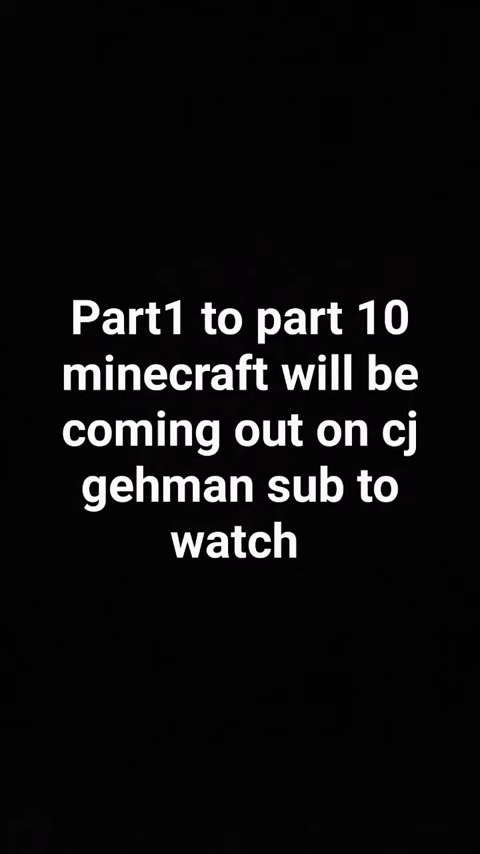 Part1 to part 10
minecraft will be
coming out on cj
gehman sub to
watch